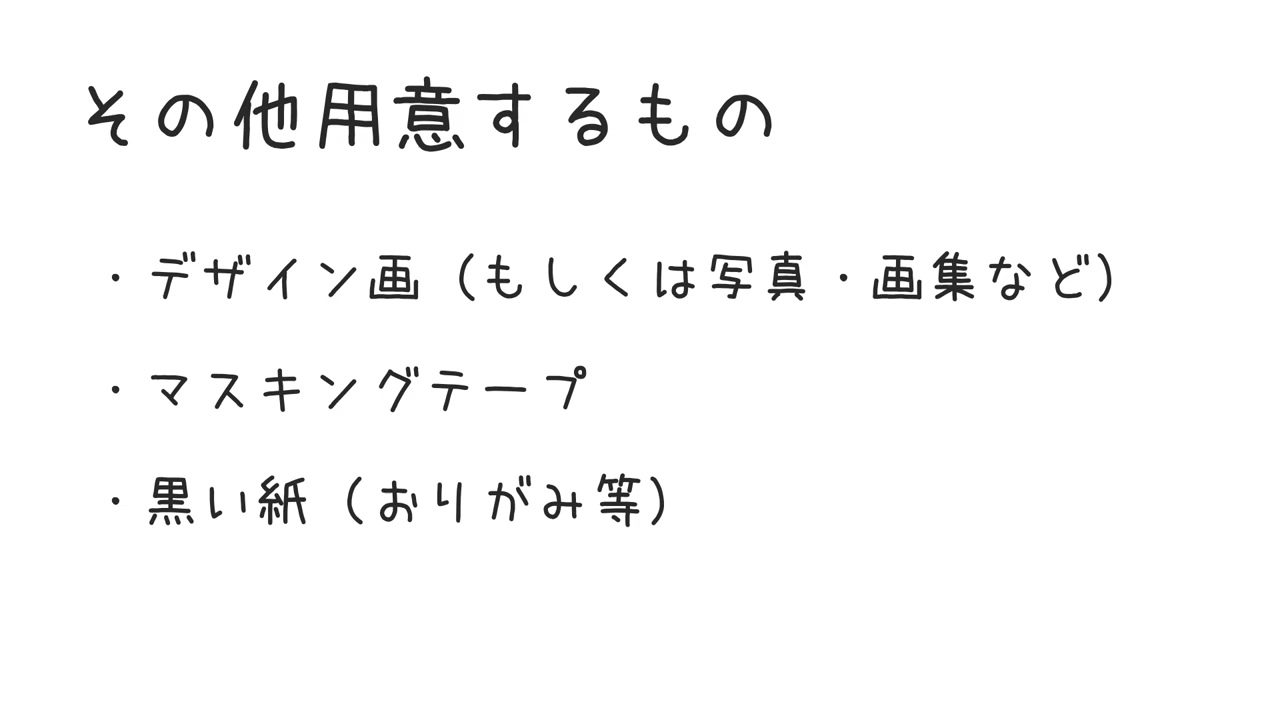 その他用意するもの
・デザイン画（もしくは写真・画集など）
・マスキングテープ
・黒い紙（おりがみ等）